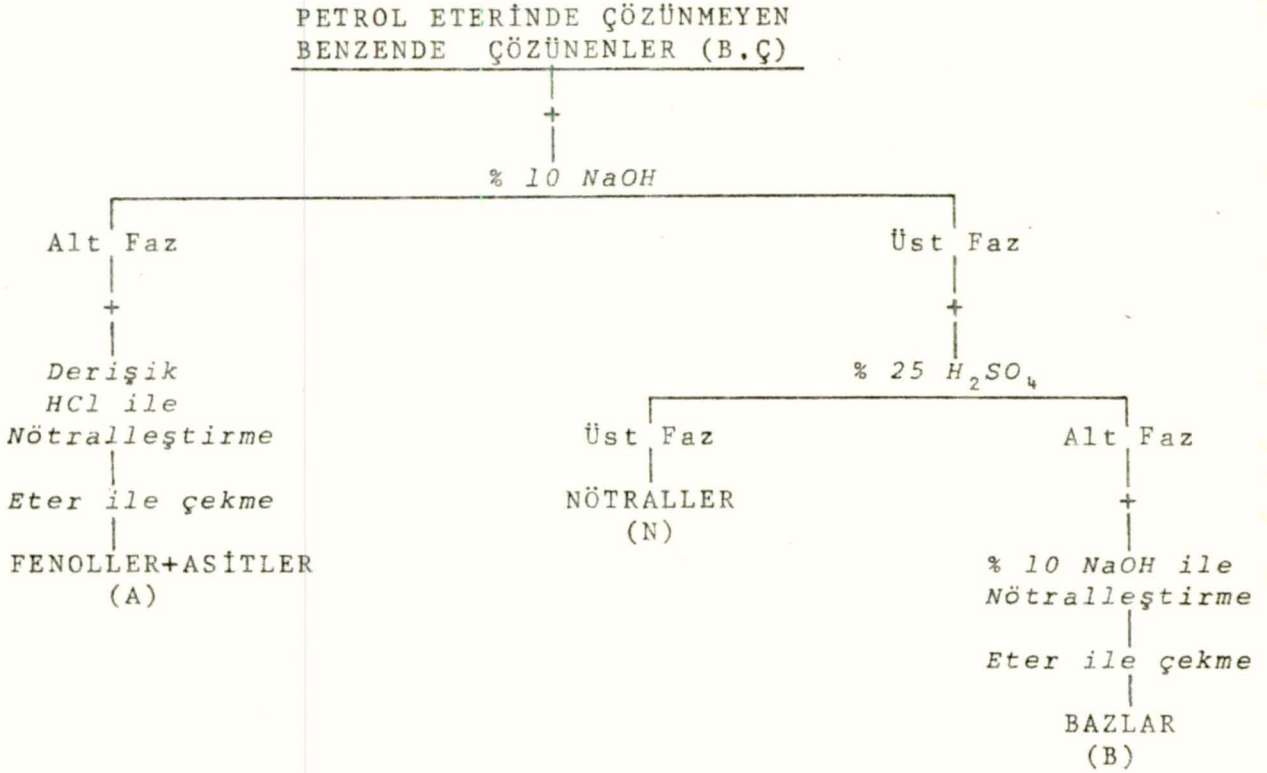 PETROL ETERİNDE ÇÖZÜNMEYEN
BENZENDE ÇÖZÜNENLER (B.Ç)
+
% 10 NaOH
Alt Faz
Üst Faz
+
+
Derişik
HCl ile
Nötralleştirme
% 25 H₂SO₄
Üst Faz
Alt Faz
Eter ile çekme
NÖTRALLER
(N)
+
FENOLLER+ASİTLER
(A)
% 10 NaOH ile
Nötralleştirme
Eter ile çekme
BAZLAR
(B)